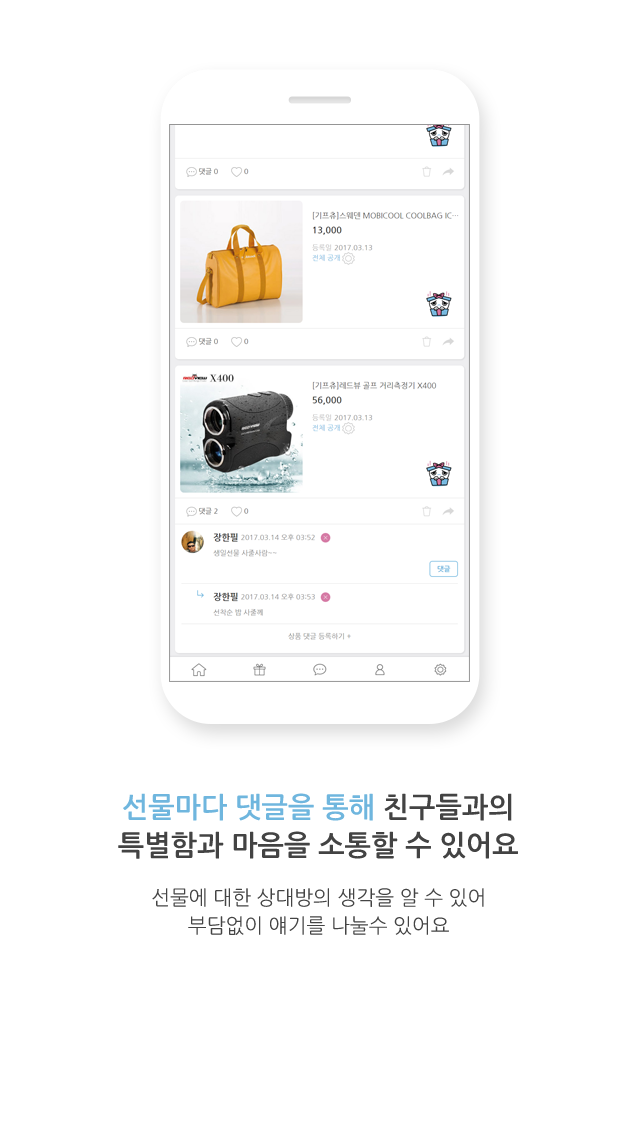 댓글 0
0
[기프츄]스웨덴 MOBICOOL COOLBAG IC···
13,000
등록일 2017.03.13
전체 공개
댓글 0
0
X400
[기프츄]레드뷰 골프 거리측정기 X400
56,000
등록일 2017.03.13
전체 공개
댓글 2
0
장한필 2017.03.14 오후 03:52
생일선물 사줄사람~~
댓글
장한필 2017.03.14 오후 03:53
선착순 밥 사줄께
상품 댓글 등록하기 +
선물마다 댓글을 통해 친구들과의
특별함과 마음을 소통할 수 있어요
선물에 대한 상대방의 생각을 알 수 있어
부담없이 얘기를 나눌수 있어요